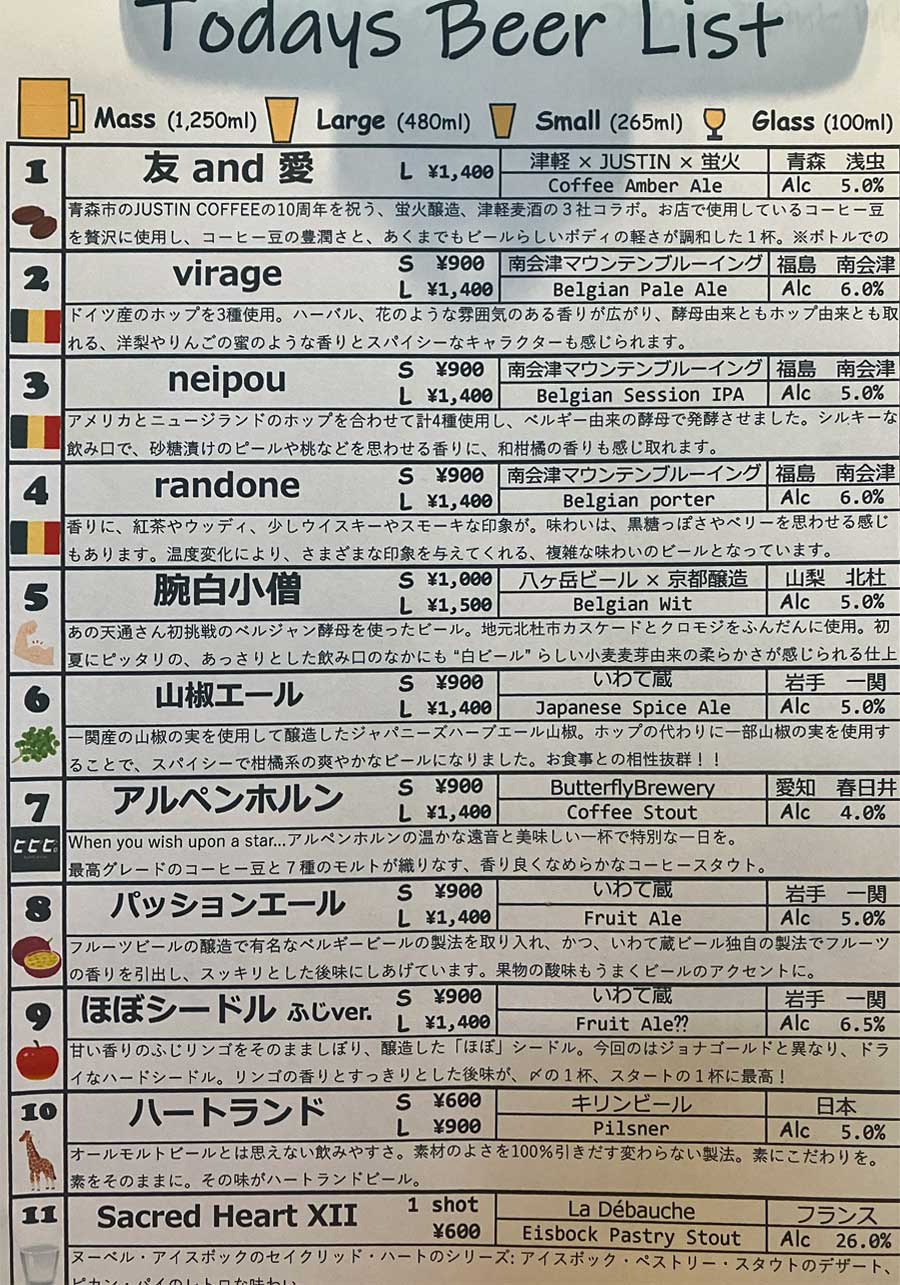 Todays Beer List
Mass (1,250ml) Large (480ml) Small (265ml) Glass (100ml)
1 友 and 愛 L ¥1,400 津軽 × JUSTIN × 蛍火 青森 浅虫
Coffee Amber Ale Alc 5.0%
青森市のJUSTIN COFFEEの10周年を祝う、蛍火醸造、津軽麦酒の３社コラボ。お店で使用しているコーヒー豆
を贅沢に使用し、コーヒー豆の豊潤さと、あくまでもビールらしいボディの軽さが調和した１杯。※ボトルでの
2 virage S ¥900 南会津マウンテンブルーイング 福島 南会津
L ¥1,400 Belgian Pale Ale Alc 6.0%
ドイツ産のホップを3種使用。ハーバル、花のような雰囲気のある香りが広がり、酵母由来ともホップ由来とも取
れる、洋梨やりんごの蜜のような香りとスパイシーなキャラクターも感じられます。
3 neipou S ¥900 南会津マウンテンブルーイング 福島 南会津
L ¥1,400 Belgian Session IPA Alc 5.0%
アメリカとニュージランドのホップを合わせて計4種使用し、ベルギー由来の酵母で発酵させました。シルキーな
飲み口で、砂糖漬けのピールや桃などを思わせる香りに、和柑橘の香りも感じ取れます。
4 randone S ¥900 南会津マウンテンブルーイング 福島 南会津
L ¥1,400 Belgian porter Alc 6.0%
香りに、紅茶やウッディ、少しウイスキーやスモーキな印象が。味わいは、黒糖っぽさやベリーを思わせる感じ
もあります。温度変化により、さまざまな印象を与えてくれる、複雑な味わいのビールとなっています。
5 腕白小僧 S ¥1,000 八ヶ岳ビール × 京都醸造 山梨 北杜
L ¥1,500 Belgian Wit Alc 5.0%
あの天通さん初挑戦のベルジャン酵母を使ったビール。地元北杜市カスケードとクロモジをふんだんに使用。初
夏にピッタリの、あっさりとした飲み口のなかにも “白ビール” らしい小麦麦芽由来の柔らかさが感じられる仕上
6 山椒エール S ¥900 いわて蔵 岩手 一関
L ¥1,400 Japanese Spice Ale Alc 5.0%
一関産の山椒の実を使用して醸造したジャパニーズハーブエール山椒。ホップの代わりに一部山椒の実を使用す
ることで、スパイシーで柑橘系の爽やかなビールになりました。お食事との相性抜群！！
7 アルペンホルン S ¥900 ButterflyBrewery 愛知 春日井
L ¥1,400 Coffee Stout Alc 4.0%
ヒヒヒ。
When you wish upon a star...アルペンホルンの温かな遠音と美味しい一杯で特別な一日を。
最高グレードのコーヒー豆と７種のモルトが織りなす、香り良くなめらかなコーヒースタウト。
8 パッションエール S ¥900 いわて蔵 岩手 一関
L ¥1,400 Fruit Ale Alc 5.0%
フルーツビールの醸造で有名なベルギービールの製法を取り入れ、かつ、いわて蔵ビール独自の製法でフルーツ
の香りを引出し、スッキリとした後味にしあげています。果物の酸味もうまくビールのアクセントに。
9 ほぼシードル ふじver. S ¥900 いわて蔵 岩手 一関
L ¥1,400 Fruit Ale?? Alc 6.5%
甘い香りのふじリンゴをそのまましぼり、醸造した「ほぼ」シードル。今回のはジョナゴールドと異なり、ドラ
イなハードシードル。リンゴの香りとすっきりとした後味が、〆の１杯、スタートの１杯に最高！
10 ハートランド S ¥600 キリンビール 日本
L ¥900 Pilsner Alc 5.0%
オールモルトビールとは思えない飲みやすさ。素材のよさを100%引きだす変わらない製法。素にこだわりを。
素をそのままに。その味がハートランドビール。
11 Sacred Heart XII 1 shot La Débauche フランス
¥600 Eisbock Pastry Stout Alc 26.0%
ヌーベル・アイスボックのセイクリッド・ハートのシリーズ: アイスボック・ペストリー・スタウトのデザート、
ピカン・パイのレトロな味わい